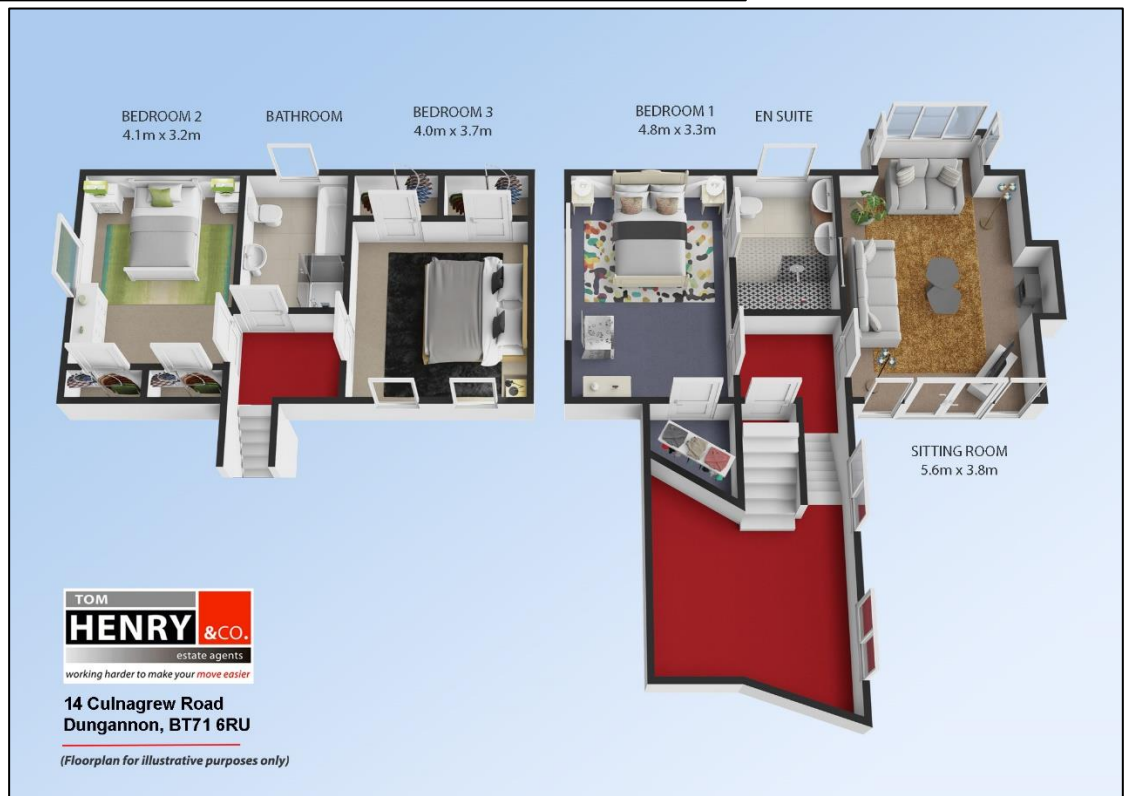 BEDROOM 2
4.1m x 3.2m
BATHROOM
BEDROOM 3
4.0m x 3.7m
BEDROOM 1
4.8m x 3.3m
EN SUITE
SITTING ROOM
5.6m x 3.8m
TOM
HENRY &CO.
estate agents
working harder to make your move easier
14 Culnagrew Road
Dungannon, BT71 6RU
(Floorplan for illustrative purposes only)